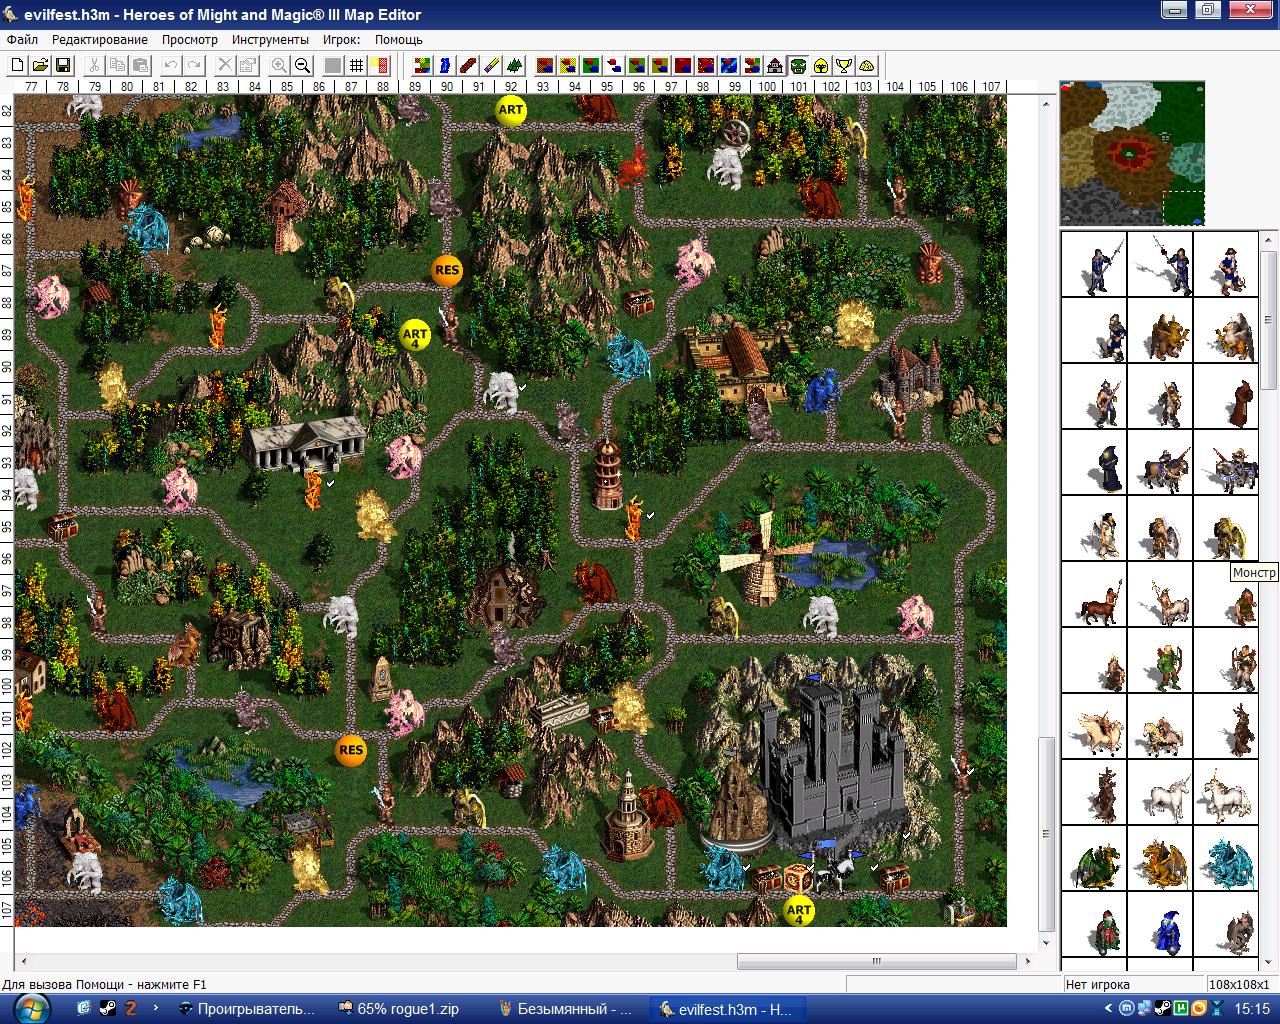 evilfest.h3m - Heroes of Might and Magic® III Map Editor
Файл Редактирование Просмотр Инструменты Игрок: Помощь
77 78 79 80 81 82 83 84 85 86 87 88 89 90 91 92 93 94 95 96 97 98 99 100 101 102 103 104 105 106 107
82
83
84
85
86
87
88
89
90
91
92
93
94
95
96
97
98
99
100
101
102
103
104
105
106
107
ART
RES
ART 4
RES
ART 4
Монстр
Для вызова Помощи - нажмите F1
Нет игрока
108x108x1
Проигрыватель...
65% rogue1.zip
Безымянный - ...
evilfest.h3m - H...
15:15